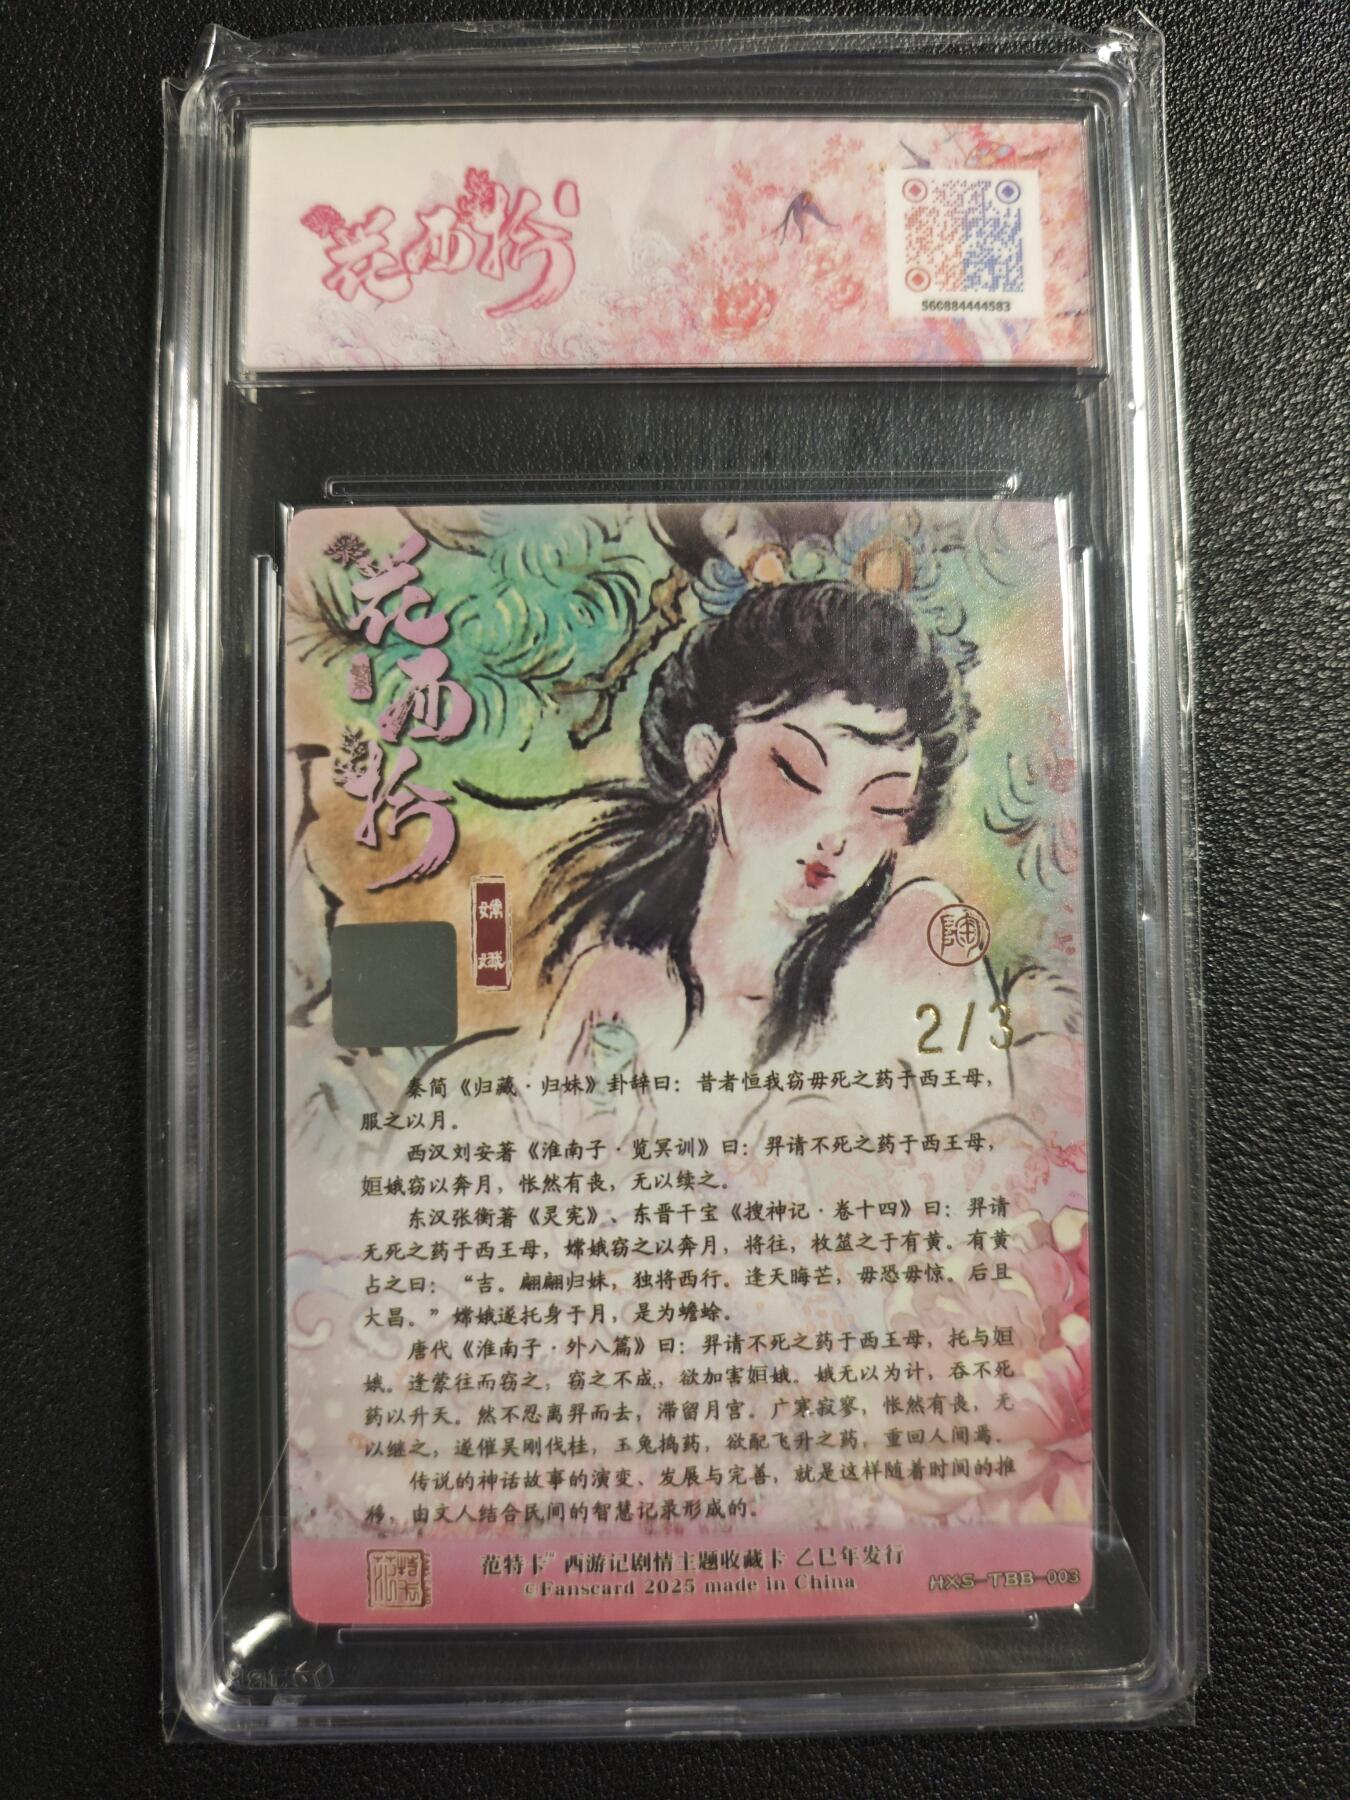 花西抄
560884444583
花西抄
嫦娥
陶
2/3
秦简《归藏·归妹》卦辞曰：昔者恒我窃毋死之药于西王母，
服之以月。
西汉刘安著《淮南子·览冥训》曰：羿请不死之药于西王母，
姮娥窃以奔月，怅然有丧，无以续之。
东汉张衡著《灵宪》、东晋干宝《搜神记·卷十四》曰：羿请
无死之药于西王母，嫦娥窃之以奔月，将往，枚筮之于有黄。有黄
占之曰：“吉。翩翩归妹，独将西行。逢天晦芒，毋恐毋惊。后且
大昌。”嫦娥遂托身于月，是为蟾蜍。
唐代《淮南子·外八篇》曰：羿请不死之药于西王母，托与姮
娥。逢蒙往而窃之，窃之不成，欲加害姮娥。娥无以为计，吞不死
药以升天。然不忍离羿而去，滞留月宫。广寒寂寥，怅然有丧，无
以继之，遂催吴刚伐桂，玉兔捣药，欲配飞升之药，重回人间焉。
传说的神话故事的演变、发展与完善，就是这样随着时间的推
移，由文人结合民间的智慧记录形成的。
范特卡™ 西游记剧情主题收藏卡 乙巳年发行
©Fanscard 2025 made in China
HXS-TBB-003